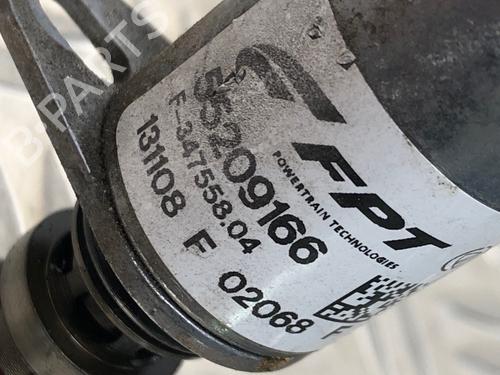 FPT
POWERTRAIN TECHNOLOGIES
55209166
F-347558.04
131108 F 02068
B-PARTS